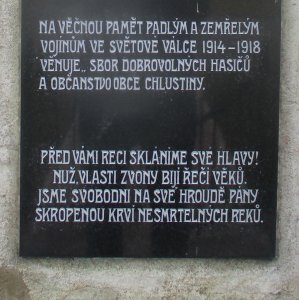 NA VĚČNOU PAMĚŤ PADLÝM A ZEMŘELÝM
VOJÍNŮM VE SVĚTOVÉ VÁLCE 1914-1918
VĚNUJE„ SBOR DOBROVOLNÝCH HASIČŮ
A OBČANSTVO OBCE CHLUSTINY.
PŘED VÁMI RECI SKLÁNÍME SVÉ HLAVY!
NUŽ, VLASTI ZVONY BIJÍ ŘEČÍ VĚKŮ.
JSME SVOBODNI NA SVÉ HROUDĚ PÁNY
SKROPENOU KRVÍ NESMRTELNÝCH REKŮ.